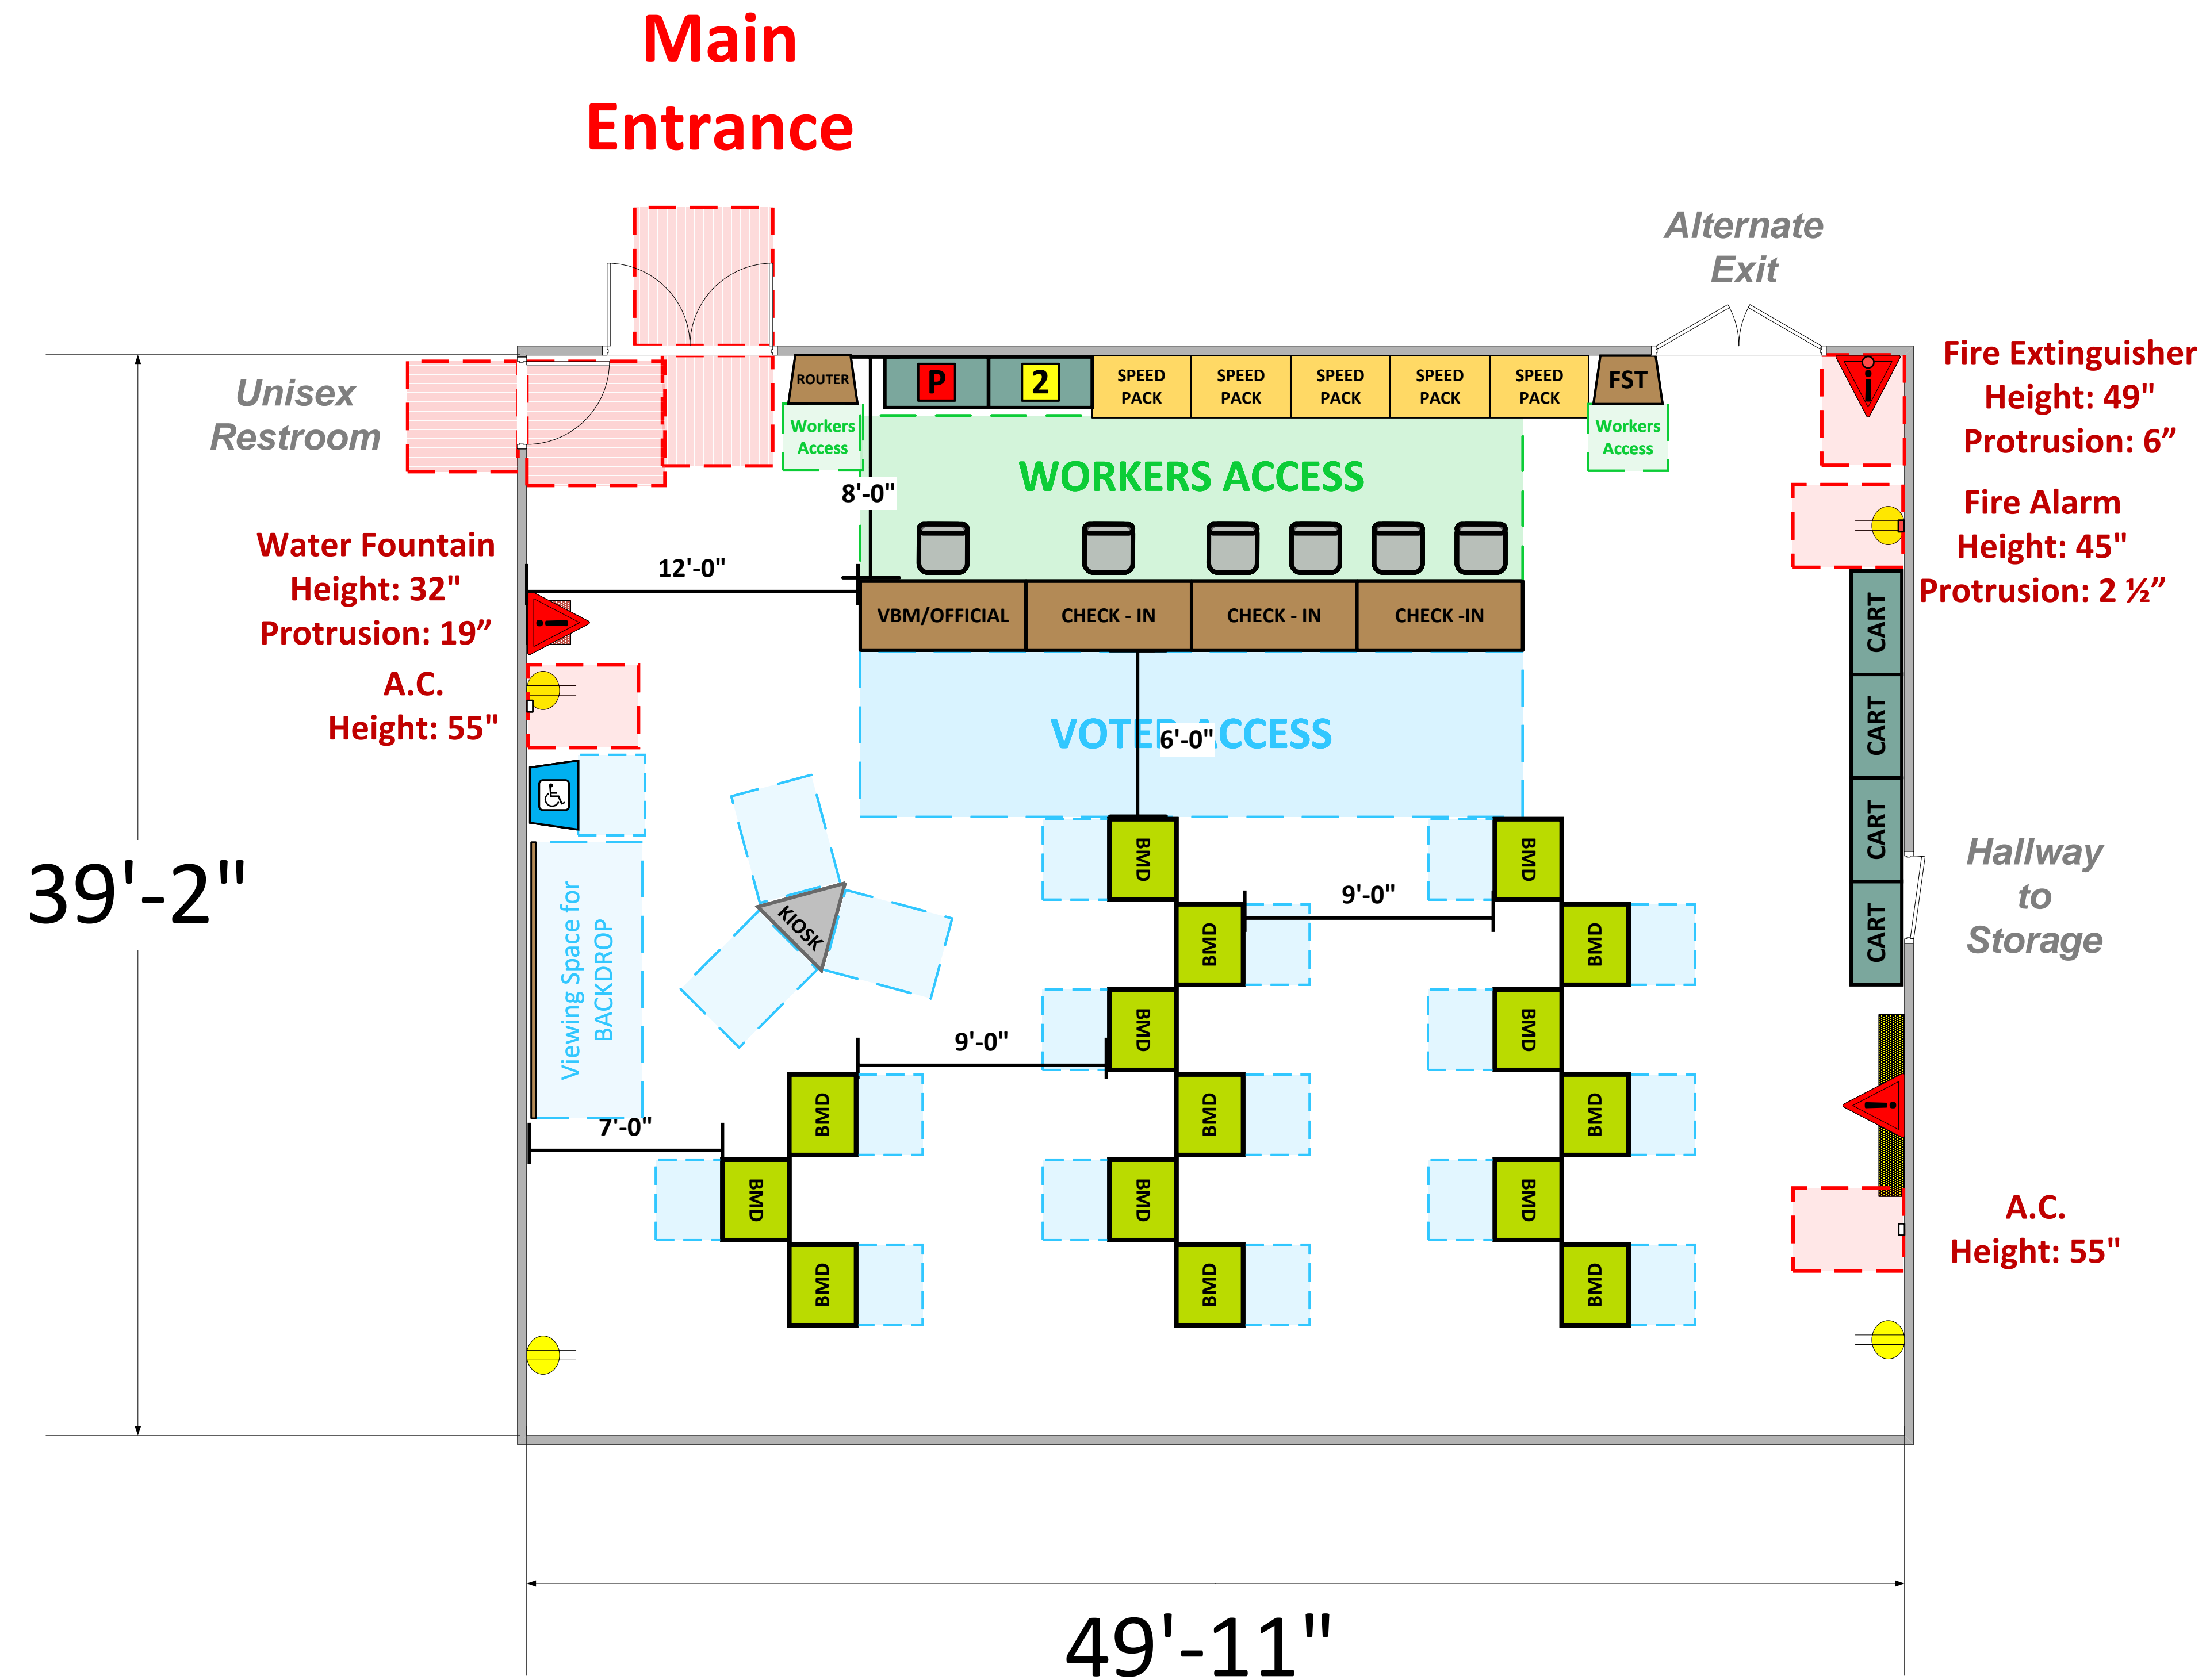 Main
Entrance
Alternate
Exit
Unisex
Restroom
ROUTER
P
2
SPEED
PACK
SPEED
PACK
SPEED
PACK
SPEED
PACK
SPEED
PACK
FST
Workers
Access
Workers
Access
WORKERS ACCESS
8'-0"
Fire Extinguisher
Height: 49"
Protrusion: 6”
Fire Alarm
Height: 45"
Protrusion: 2 ½”
Water Fountain
Height: 32"
Protrusion: 19”
12'-0"
VBM/OFFICIAL
CHECK - IN
CHECK - IN
CHECK -IN
A.C.
Height: 55"
VOTER ACCESS
6'-0"
CART
CART
CART
CART
Hallway
to
Storage
39'-2"
Viewing Space for
BACKDROP
KIOSK
BMD
BMD
9'-0"
BMD
BMD
BMD
BMD
9'-0"
7'-0"
BMD
BMD
BMD
BMD
BMD
BMD
BMD
BMD
BMD
A.C.
Height: 55"
49'-11"